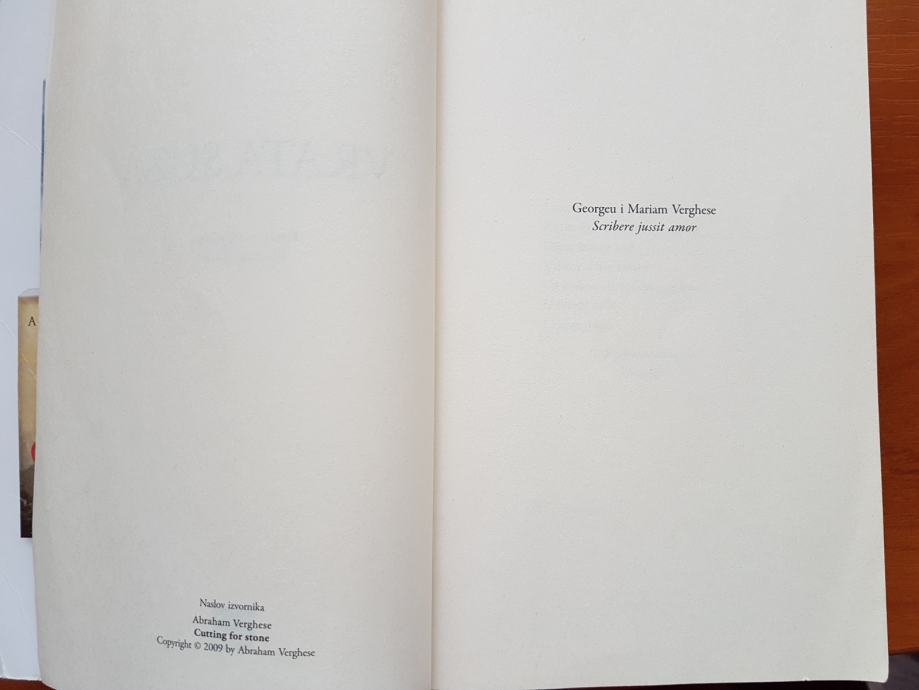 Naslov izvornika
Abraham Verghese
Cutting for stone
Copyright © 2009 by Abraham Verghese
Georgeu i Mariam Verghese
Scribere jussit amor